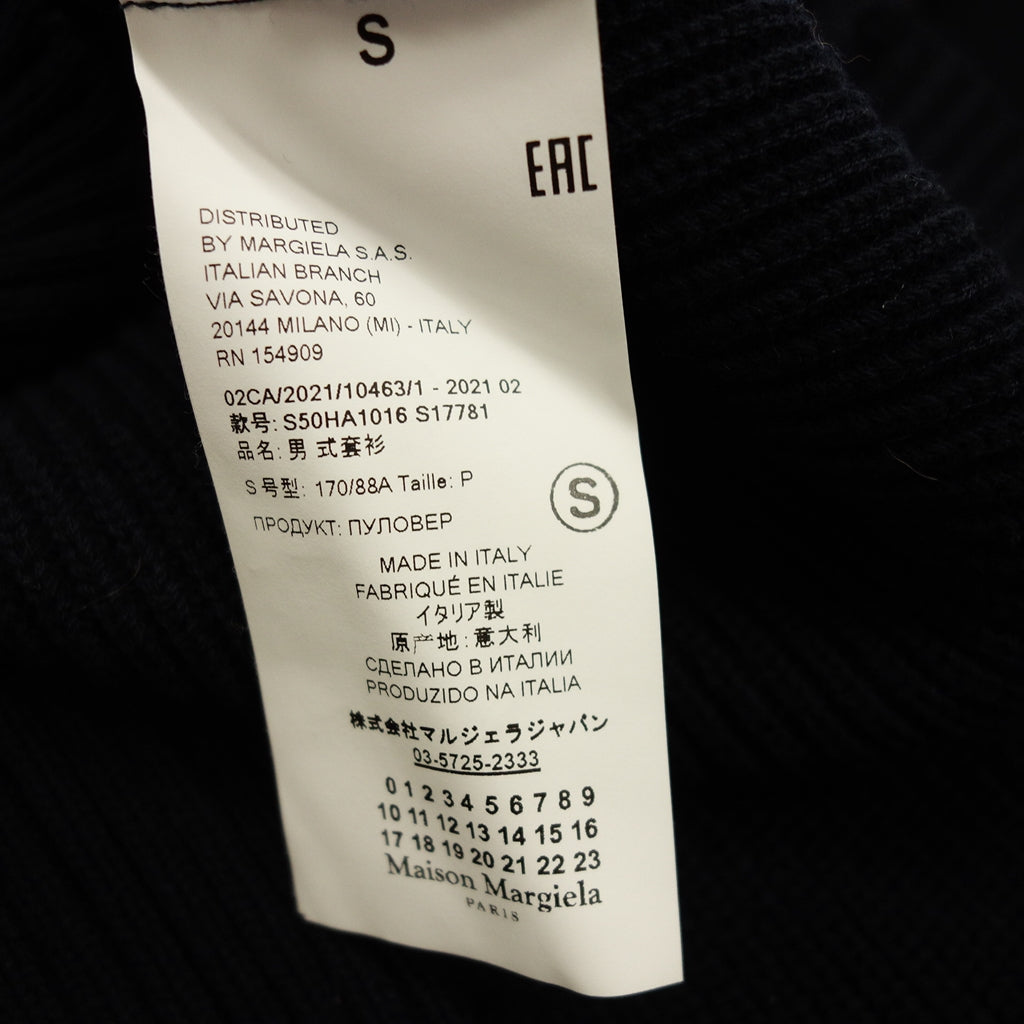 S
EAC
DISTRIBUTED
BY MARGIELA S.A.S.
ITALIAN BRANCH
VIA SAVONA, 60
20144 MILANO (MI) - ITALY
RN 154909
02CA/2021/10463/1 - 2021 02
款号: S50HA1016 S17781
品名: 男 式套衫
S 号型: 170/88A Taille: P
S
ПРОДУКТ: ПУЛОВЕР
MADE IN ITALY
FABRIQUÉ EN ITALIE
イタリア製
原产地: 意大利
СДЕЛАНО В ИТАЛИИ
PRODUZIDO NA ITALIA
株式会社マルジェラジャパン
03-5725-2333
0 1 2 3 4 5 6 7 8 9
10 11 12 13 14 15 16
17 18 19 20 21 22 23
Maison Margiela
PARIS